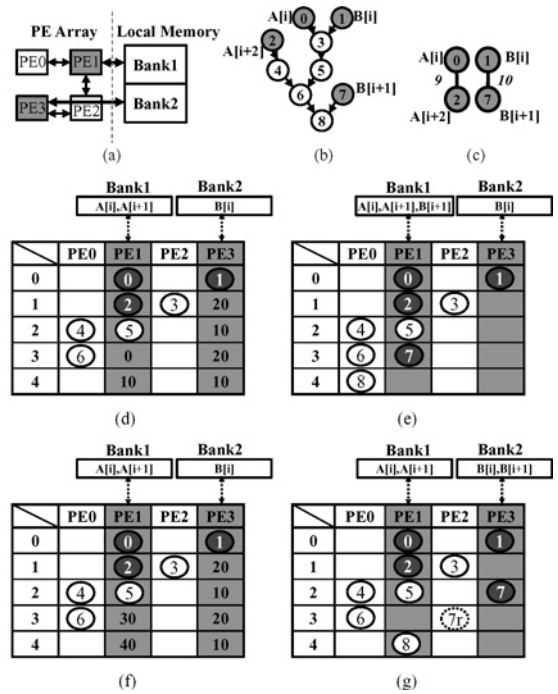 PE Array Local Memory
PE0 PE1 Bank1
PE3 PE2 Bank2
(a)
A[i] 0 1 B[i]
A[i+2] 2 3
4 5
6 7 B[i+1]
8
(b)
A[i] 0 1 B[i]
9 10
A[i+2] 2 7 B[i+1]
(c)
Bank1 Bank2
A[i],A[i+1] B[i]
PE0 PE1 PE2 PE3
0 0 1
1 2 3 20
2 4 5 10
3 6 0 20
4 10 10
(d)
Bank1 Bank2
A[i],A[i+1],B[i+1] B[i]
PE0 PE1 PE2 PE3
0 0 1
1 2 3
2 4 5
3 6 7
4 8
(e)
Bank1 Bank2
A[i],A[i+1] B[i]
PE0 PE1 PE2 PE3
0 0 1
1 2 3 20
2 4 5 10
3 6 30 20
4 40 10
(f)
Bank1 Bank2
A[i],A[i+1] B[i],B[i+1]
PE0 PE1 PE2 PE3
0 0 1
1 2 3
2 4 5 7
3 6 7r
4 8
(g)